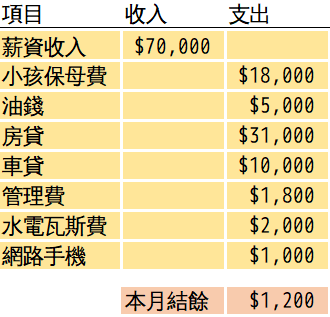 項目 收入 支出
薪資收入 $70,000
小孩保母費 $18,000
油錢 $5,000
房貸 $31,000
車貸 $10,000
管理費 $1,800
水電瓦斯費 $2,000
網路手機 $1,000
本月結餘 $1,200